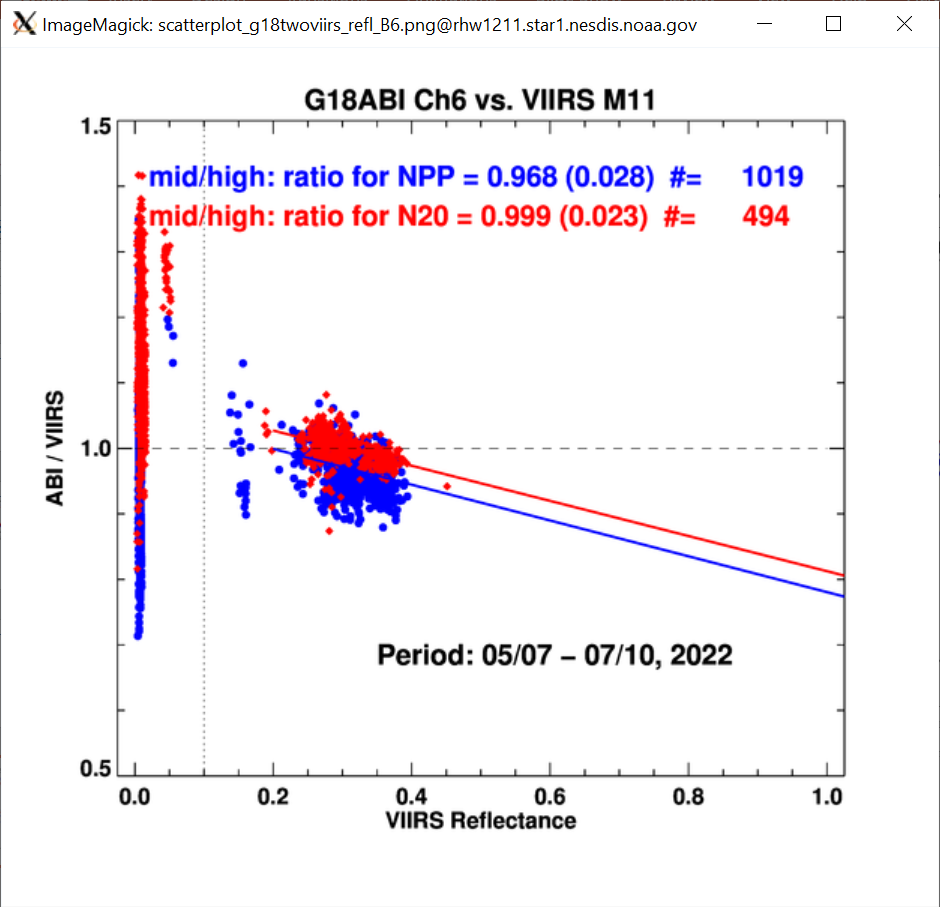 ImageMagick: scatterplot_g18twoviirs_refl_B6.png@rhw1211.star1.nesdis.noaa.gov
G18ABI Ch6 vs. VIIRS M11
1.5
mid/high: ratio for NPP = 0.968 (0.028) #= 1019
mid/high: ratio for N20 = 0.999 (0.023) #= 494
ABI / VIIRS
1.0
Period: 05/07 – 07/10, 2022
0.5
0.0 0.2 0.4 0.6 0.8 1.0
VIIRS Reflectance